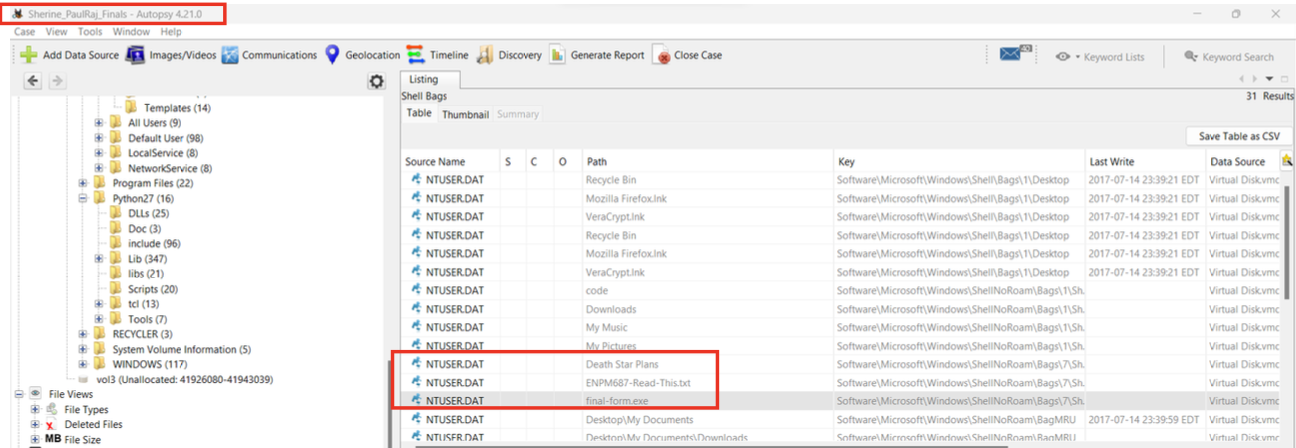 Sherine_PaulRaj_Finals - Autopsy 4.21.0
Case View Tools Window Help
Add Data Source Images/Videos Communications Geolocation Timeline Discovery Generate Report Close Case Keyword Lists Keyword Search
Listing
Shell Bags 31 Results
Table Thumbnail Summary
Save Table as CSV
Templates (14)
All Users (9)
Default User (98)
LocalService (8)
NetworkService (8)
Program Files (22)
Python27 (16)
DLLs (25)
Doc (3)
include (96)
Lib (347)
libs (21)
Scripts (20)
tcl (13)
Tools (7)
RECYCLER (3)
System Volume Information (5)
WINDOWS (117)
vol3 (Unallocated: 41926080-41943039)
File Views
File Types
Deleted Files
MB File Size
Source Name S C O Path Key Last Write Data Source
NTUSER.DAT Recycle Bin Software\Microsoft\Windows\Shell\Bags\1\Desktop 2017-07-14 23:39:21 EDT Virtual Disk.vmc
NTUSER.DAT Mozilla Firefox.lnk Software\Microsoft\Windows\Shell\Bags\1\Desktop 2017-07-14 23:39:21 EDT Virtual Disk.vmc
NTUSER.DAT VeraCrypt.lnk Software\Microsoft\Windows\Shell\Bags\1\Desktop 2017-07-14 23:39:21 EDT Virtual Disk.vmc
NTUSER.DAT Recycle Bin Software\Microsoft\Windows\Shell\Bags\1\Desktop 2017-07-14 23:39:21 EDT Virtual Disk.vmc
NTUSER.DAT Mozilla Firefox.lnk Software\Microsoft\Windows\Shell\Bags\1\Desktop 2017-07-14 23:39:21 EDT Virtual Disk.vmc
NTUSER.DAT VeraCrypt.lnk Software\Microsoft\Windows\Shell\Bags\1\Desktop 2017-07-14 23:39:21 EDT Virtual Disk.vmc
NTUSER.DAT code Software\Microsoft\Windows\ShellNoRoam\Bags\1\Sh. Virtual Disk.vmc
NTUSER.DAT Downloads Software\Microsoft\Windows\ShellNoRoam\Bags\1\Sh. Virtual Disk.vmc
NTUSER.DAT My Music Software\Microsoft\Windows\ShellNoRoam\Bags\1\Sh. Virtual Disk.vmc
NTUSER.DAT My Pictures Software\Microsoft\Windows\ShellNoRoam\Bags\1\Sh. Virtual Disk.vmc
NTUSER.DAT Death Star Plans Software\Microsoft\Windows\ShellNoRoam\Bags\7\Sh. Virtual Disk.vmc
NTUSER.DAT ENPM687-Read-This.txt Software\Microsoft\Windows\ShellNoRoam\Bags\7\Sh. Virtual Disk.vmc
NTUSER.DAT final-form.exe Software\Microsoft\Windows\ShellNoRoam\Bags\7\Sh. Virtual Disk.vmc
NTUSER.DAT Desktop\My Documents Software\Microsoft\Windows\ShellNoRoam\BagMRU 2017-07-14 23:39:59 EDT Virtual Disk.vmc
NTUSER.DAT Desktop\My Documents\Downloads Software\Microsoft\Windows\ShellNoRoam\BagMRU 2017-07-14 23:39:59 EDT Virtual Disk.vmc